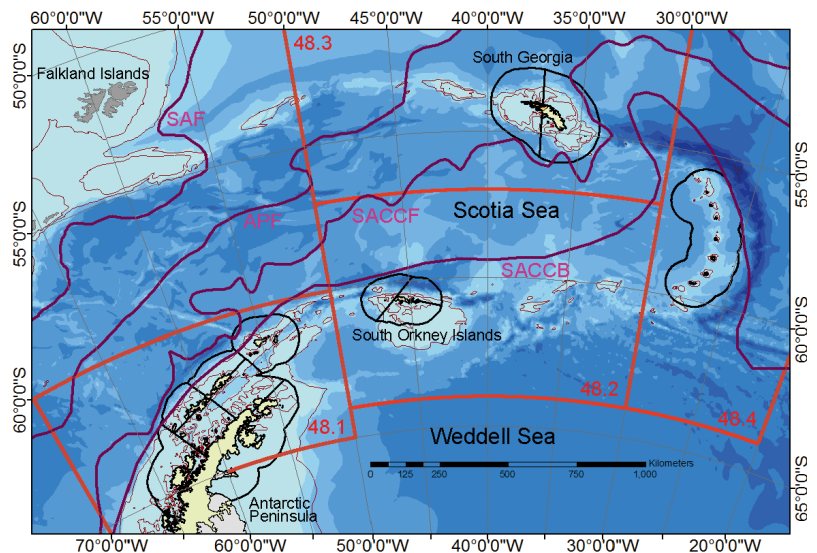 60°0'0"W 55°0'0"W 50°0'0"W 45°0'0"W 40°0'0"W 35°0'0"W 30°0'0"W
48.3
South Georgia
50°0'0"S
Falkland Islands
SAF
55°0'0"S
55°0'0"S
APF
SACCF
Scotia Sea
SACCB
60°0'0"S
South Orkney Islands
60°0'0"S
48.2
48.4
48.1
Weddell Sea
Kilometers
0 125 250 500 750 1,000
65°0'0"S
Antarctic
Peninsula
70°0'0"W 60°0'0"W 50°0'0"W 40°0'0"W 30°0'0"W 20°0'0"W